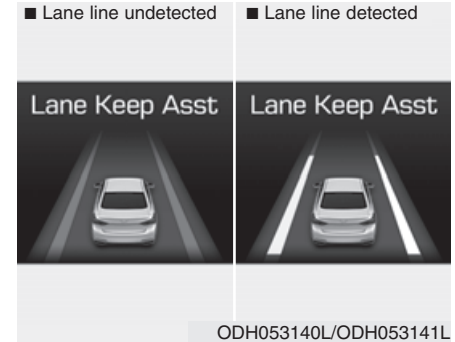 ■ Lane line undetected
■ Lane line detected
Lane Keep Asst
Lane Keep Asst
ODH053140L/ODH053141L